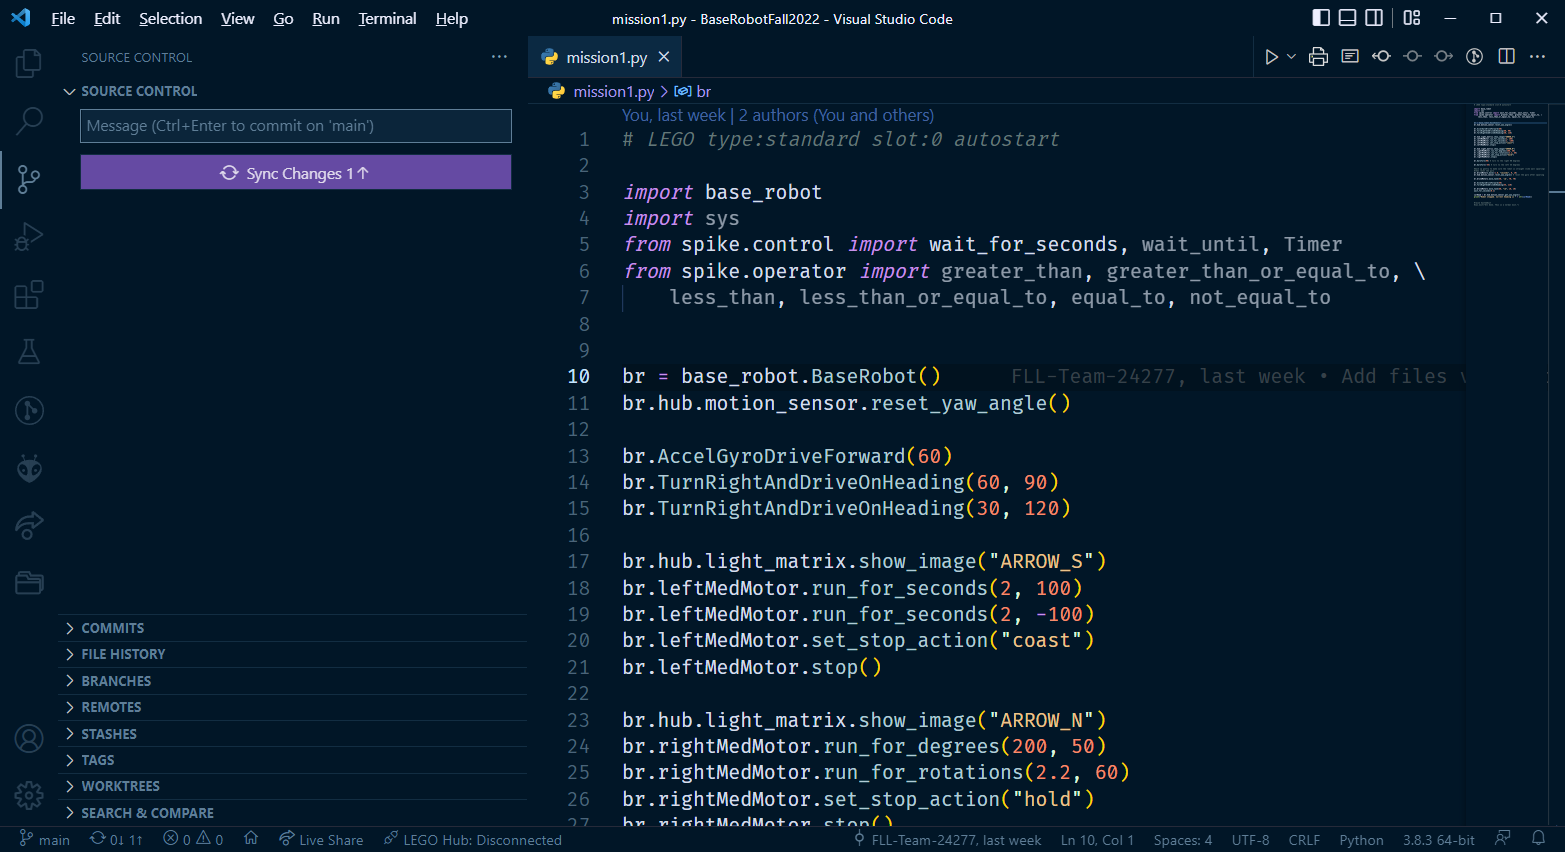 File Edit Selection View Go Run Terminal Help
mission1.py - BaseRobotFall2022 - Visual Studio Code
SOURCE CONTROL
SOURCE CONTROL
Message (Ctrl+Enter to commit on 'main')
Sync Changes 1↑
COMMITS
FILE HISTORY
BRANCHES
REMOTES
STASHES
TAGS
WORKTREES
SEARCH & COMPARE
mission1.py
mission1.py > br
You, last week | 2 authors (You and others)
1 # LEGO type:standard slot:0 autostart
2
3 import base_robot
4 import sys
5 from spike.control import wait_for_seconds, wait_until, Timer
6 from spike.operator import greater_than, greater_than_or_equal_to, \
7     less_than, less_than_or_equal_to, equal_to, not_equal_to
8
9
10 br = base_robot.BaseRobot()      FLL-Team-24277, last week • Add files
11 br.hub.motion_sensor.reset_yaw_angle()
12
13 br.AccelGyroDriveForward(60)
14 br.TurnRightAndDriveOnHeading(60, 90)
15 br.TurnRightAndDriveOnHeading(30, 120)
16
17 br.hub.light_matrix.show_image("ARROW_S")
18 br.leftMedMotor.run_for_seconds(2, 100)
19 br.leftMedMotor.run_for_seconds(2, -100)
20 br.leftMedMotor.set_stop_action("coast")
21 br.leftMedMotor.stop()
22
23 br.hub.light_matrix.show_image("ARROW_N")
24 br.rightMedMotor.run_for_degrees(200, 50)
25 br.rightMedMotor.run_for_rotations(2.2, 60)
26 br.rightMedMotor.set_stop_action("hold")
27 br.rightMedMotor.stop()
main 0↓ 1↑ 0 0 Live Share LEGO Hub: Disconnected FLL-Team-24277, last week Ln 10, Col 1 Spaces: 4 UTF-8 CRLF Python 3.8.3 64-bit